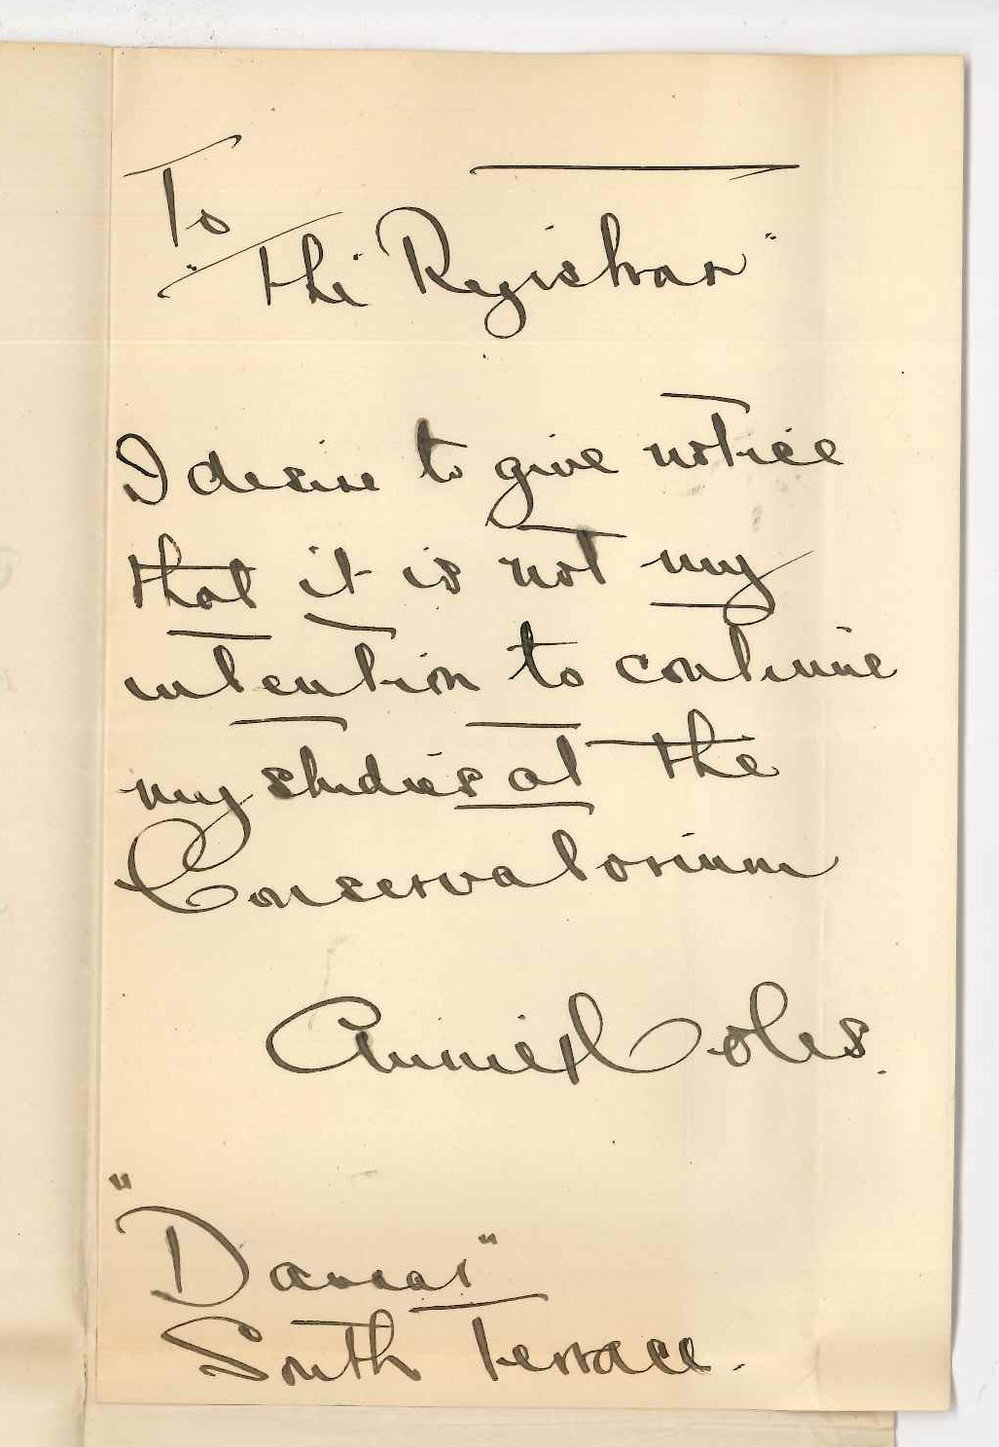 To
"The Registrar"
I desire to give notice
that it is not my
intention to continue
my studies at the
Conservatorium
Annie Coles.
South Terrace.